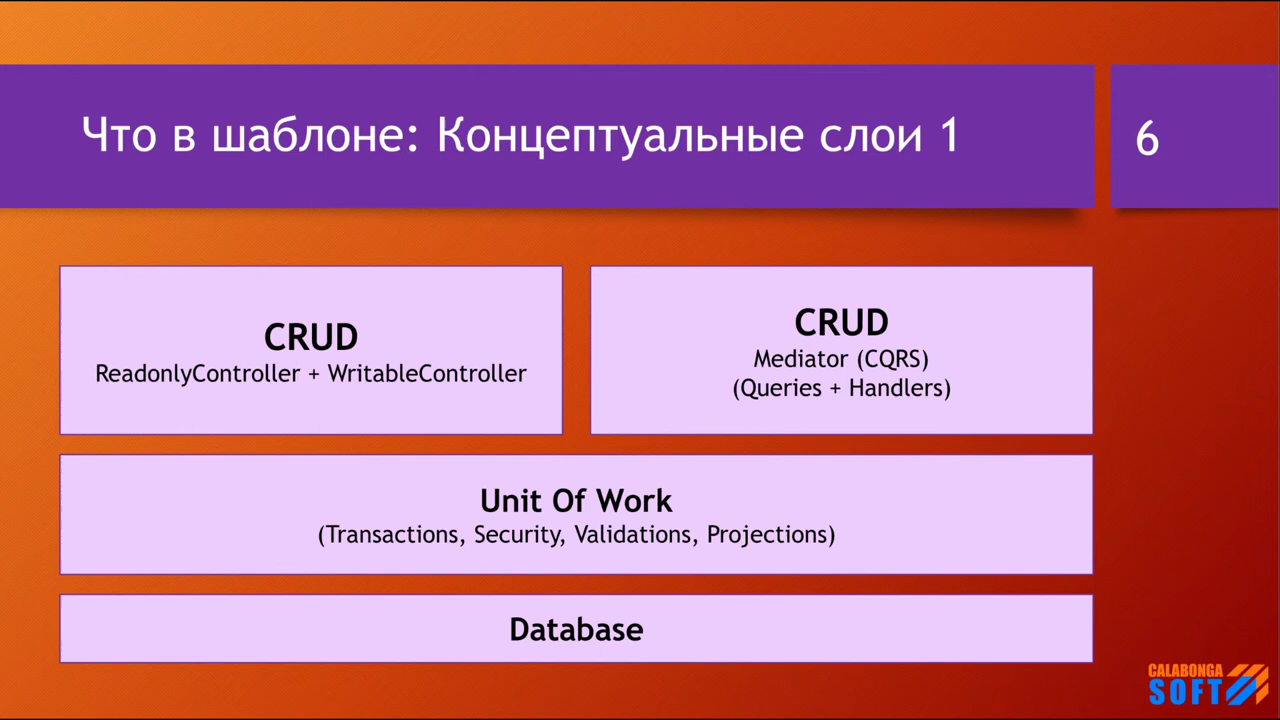 Что в шаблоне: Концептуальные слои 1
6
CRUD
ReadonlyController + WritableController
CRUD
Mediator (CQRS)
(Queries + Handlers)
Unit Of Work
(Transactions, Security, Validations, Projections)
Database
CALABONGA
SOFT